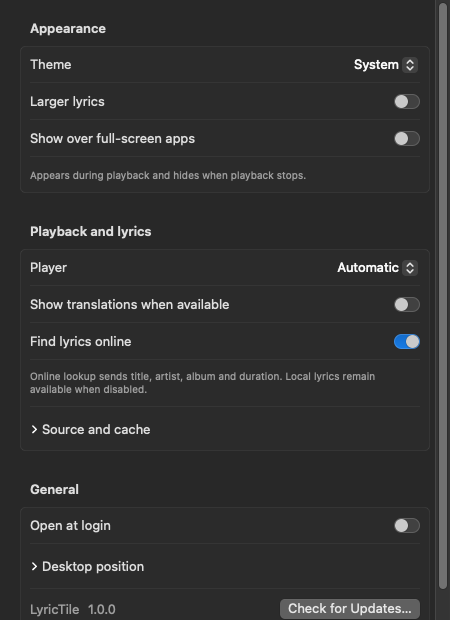 Appearance
Theme System
Larger lyrics
Show over full-screen apps
Appears during playback and hides when playback stops.
Playback and lyrics
Player Automatic
Show translations when available
Find lyrics online
Online lookup sends title, artist, album and duration. Local lyrics remain
available when disabled.
Source and cache
General
Open at login
Desktop position
LyricTile 1.0.0 Check for Updates...